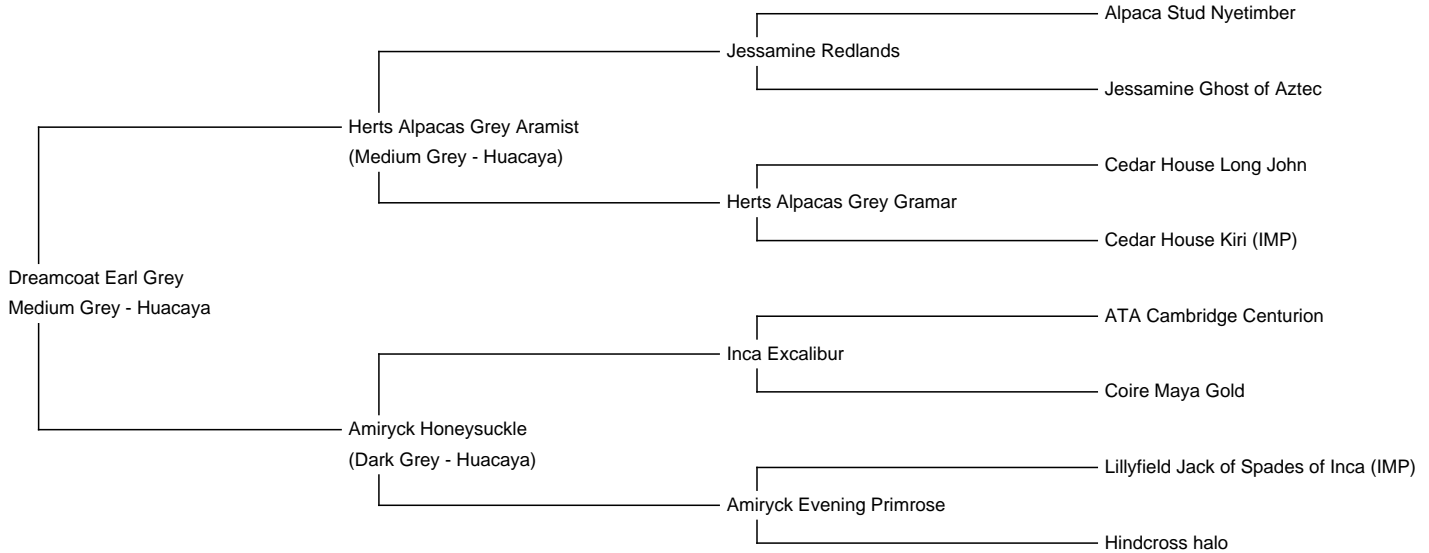 Alpaca Stud Nyetimber
Jessamine Redlands
Jessamine Ghost of Aztec
Herts Alpacas Grey Aramist
(Medium Grey - Huacaya)
Cedar House Long John
Herts Alpacas Grey Gramar
Cedar House Kiri (IMP)
Dreamcoat Earl Grey
Medium Grey - Huacaya
ATA Cambridge Centurion
Inca Excalibur
Coire Maya Gold
Amiryck Honeysuckle
(Dark Grey - Huacaya)
Lillyfield Jack of Spades of Inca (IMP)
Amiryck Evening Primrose
Hindcross halo